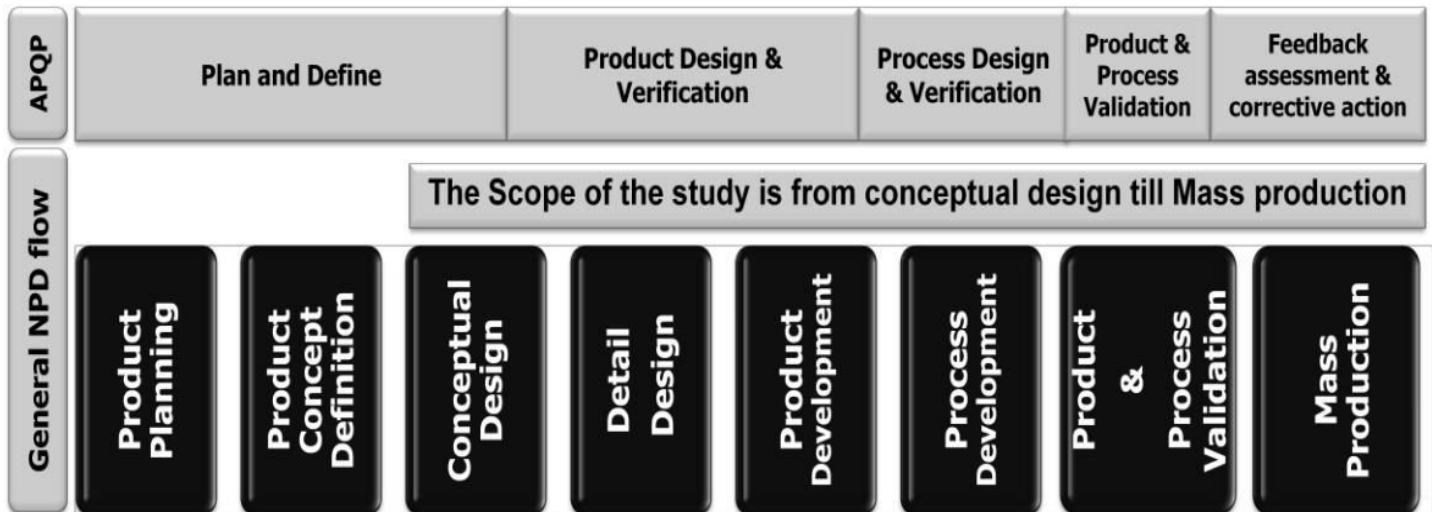 APQP
Plan and Define
Product Design &
Verification
Process Design
& Verification
Product &
Process
Validation
Feedback
assessment &
corrective action
General NPD flow
The Scope of the study is from conceptual design till Mass production
Product
Planning
Product
Concept
Definition
Conceptual
Design
Detail
Design
Product
Development
Process
Development
Product
&
Process
Validation
Mass
Production